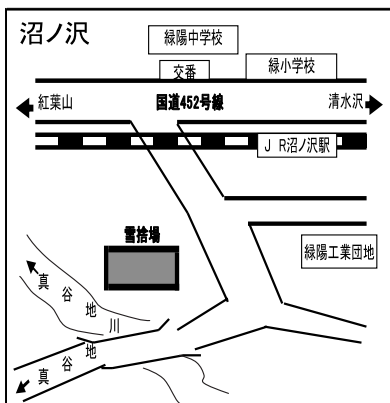 沼ノ沢
緑陽中学校
交番
緑小学校
紅葉山
国道452号線
清水沢
ＪＲ沼ノ沢駅
雪捨場
緑陽工業団地
真谷地川
真谷地